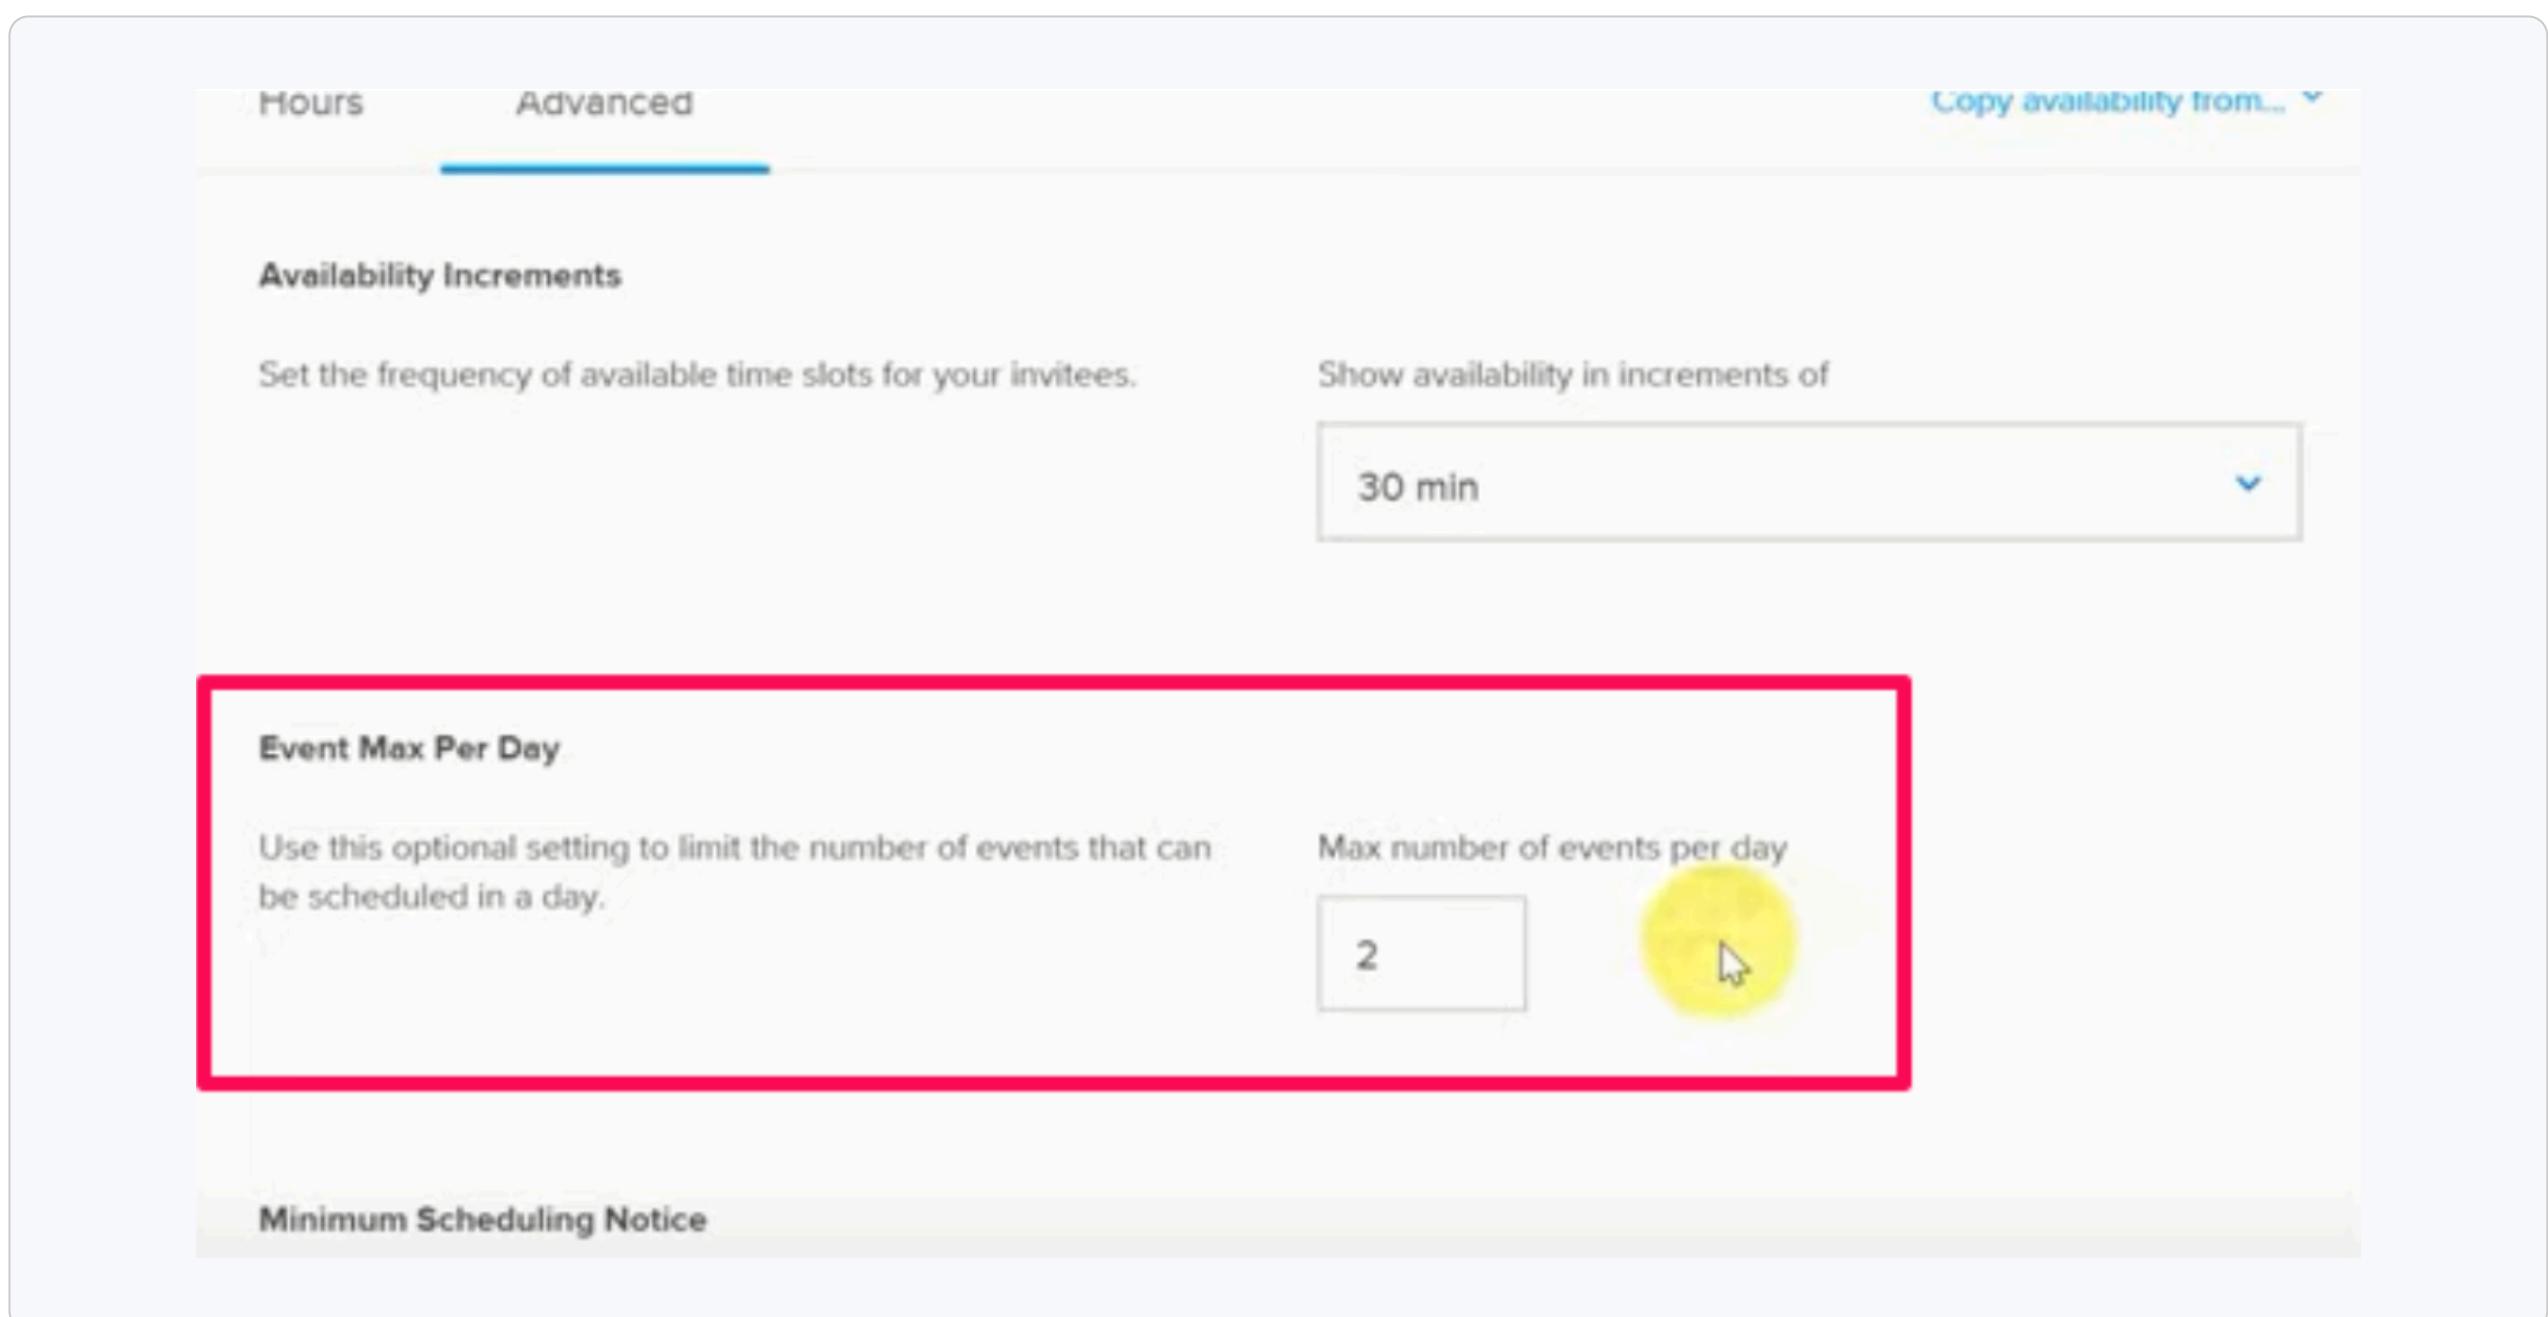 Hours Advanced Copy availability from...
Availability Increments
Set the frequency of available time slots for your invitees. Show availability in increments of
30 min
Event Max Per Day
Use this optional setting to limit the number of events that can
be scheduled in a day.
Max number of events per day
2
Minimum Scheduling Notice